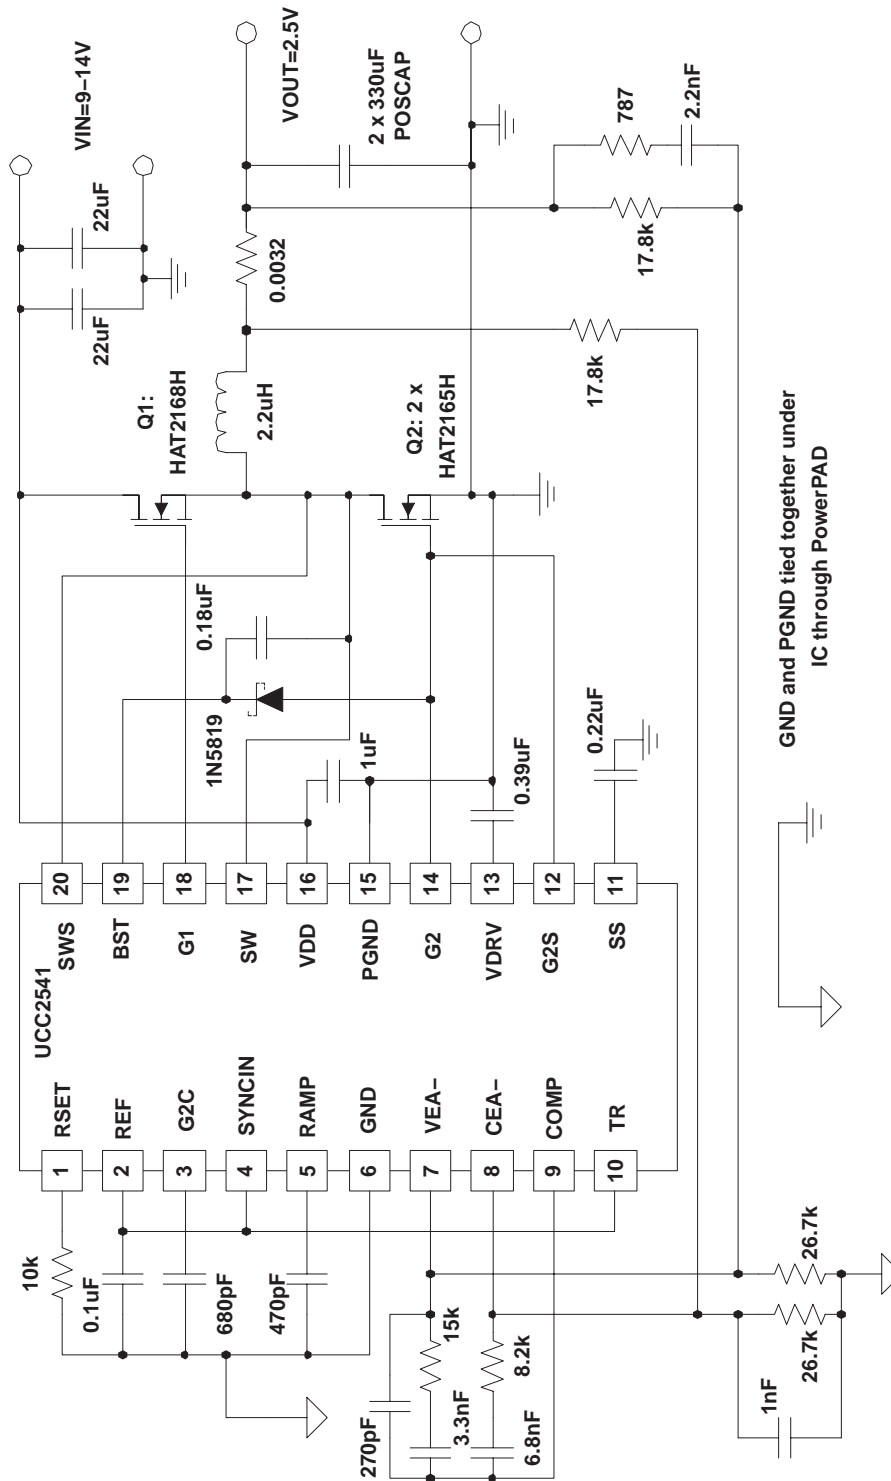 VIN=9–14V
22uF
22uF
VOUT=2.5V
2 x 330uF
POSCAP
787
2.2nF
0.0032
17.8k
17.8k
Q1:
HAT2168H
2.2uH
Q2: 2 x
HAT2165H
0.18uF
1N5819
1uF
0.39uF
0.22uF
20
19
18
17
16
15
14
13
12
11
SWS
BST
G1
SW
VDD
PGND
G2
VDRV
G2S
SS
UCC2541
RSET
REF
G2C
SYNCIN
RAMP
GND
VEA–
CEA–
COMP
TR
1
2
3
4
5
6
7
8
9
10
10k
0.1uF
680pF
470pF
270pF
15k
3.3nF
8.2k
6.8nF
26.7k
26.7k
1nF
GND and PGND tied together under
IC through PowerPAD